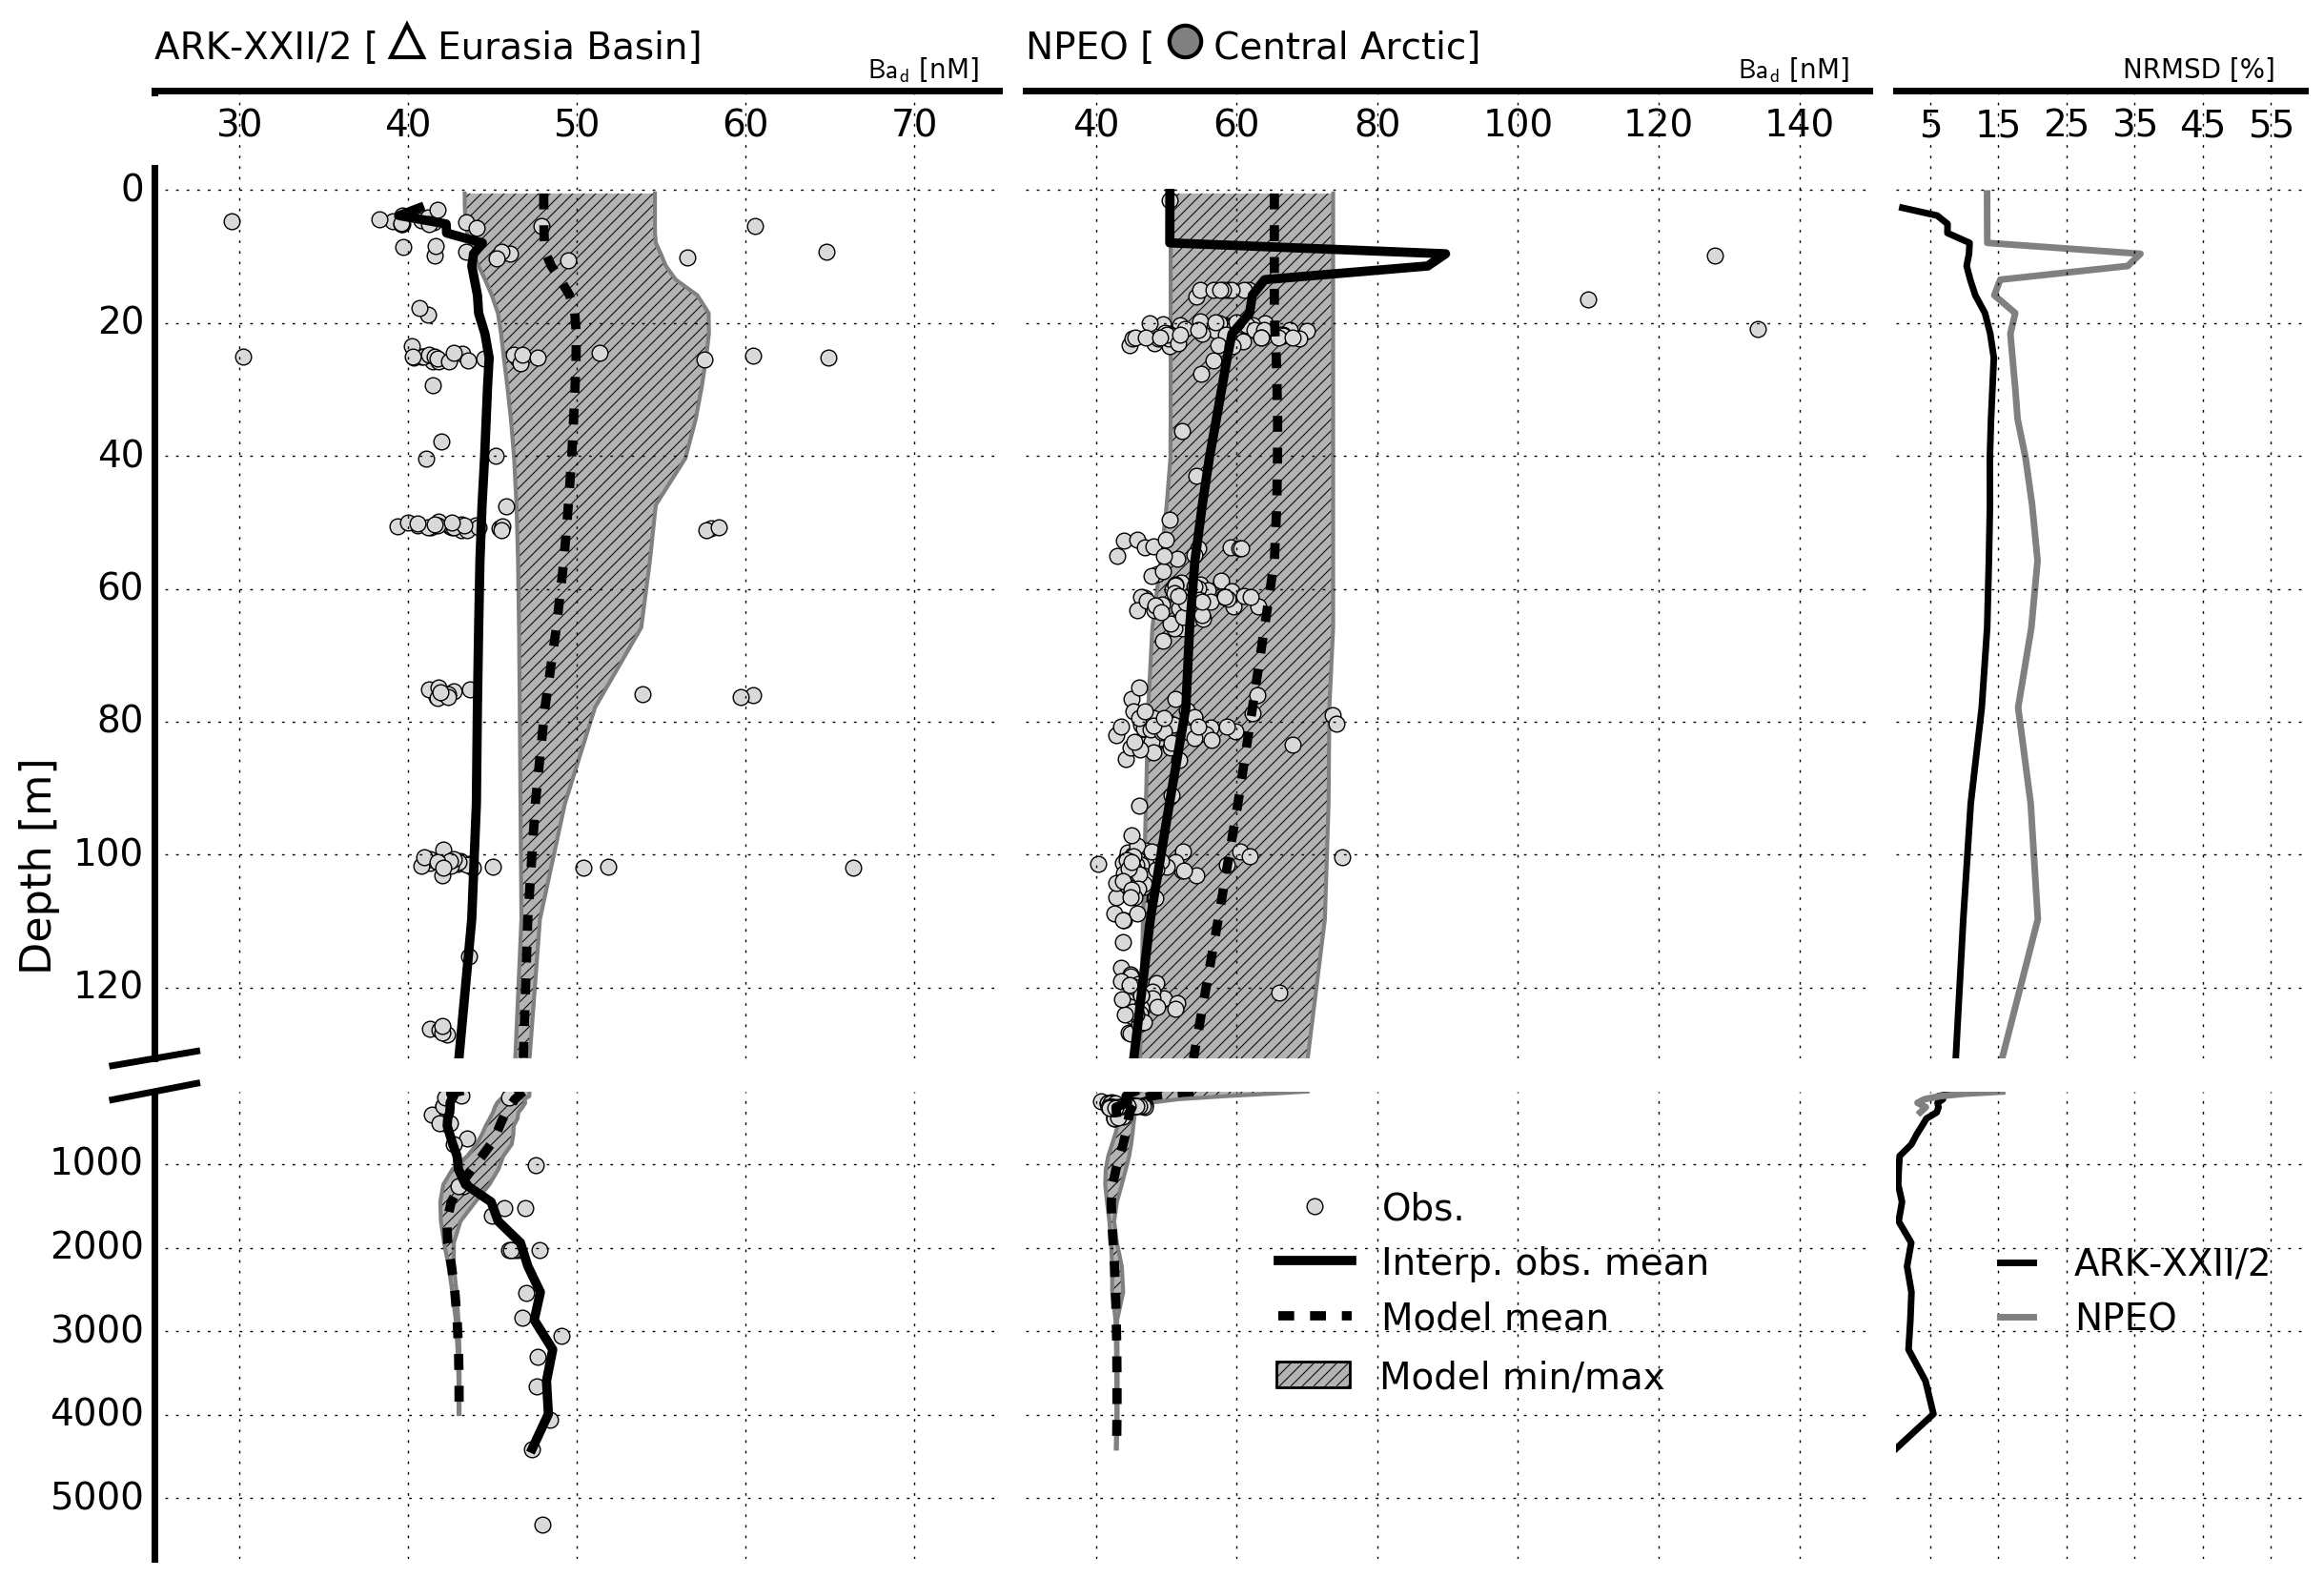 ARK-XXII/2 [ Eurasia Basin]
Ba_d [nM]
30 40 50 60 70
NPEO [ Central Arctic]
Ba_d [nM]
40 60 80 100 120 140
NRMSD [%]
5 15 25 35 45 55
Depth [m]
0
20
40
60
80
100
120
1000
2000
3000
4000
5000
Obs.
Interp. obs. mean
Model mean
Model min/max
ARK-XXII/2
NPEO